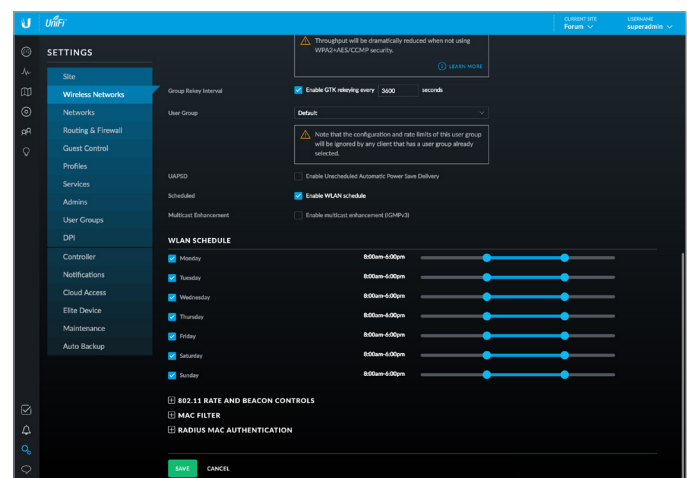 UniFi
CURRENT SITE
Forum
USERNAME
superadmin
SETTINGS
Site
Wireless Networks
Networks
Routing & Firewall
Guest Control
Profiles
Services
Admins
User Groups
DPI
Controller
Notifications
Cloud Access
Elite Device
Maintenance
Auto Backup
Throughput will be dramatically reduced when not using
WPA2+AES/CCMP security.
LEARN MORE
Group Rekey Interval Enable GTK rekeying every 3600 seconds
User Group Default
Note that the configuration and rate limits of this user group
will be ignored by any client that has a user group already
selected.
UAPSD Enable Unscheduled Automatic Power Save Delivery
Scheduled Enable WLAN schedule
Multicast Enhancement Enable multicast enhancement (IGMPv3)
WLAN SCHEDULE
Monday 8:00am-6:00pm
Tuesday 8:00am-6:00pm
Wednesday 8:00am-6:00pm
Thursday 8:00am-6:00pm
Friday 8:00am-6:00pm
Saturday 8:00am-6:00pm
Sunday 8:00am-6:00pm
802.11 RATE AND BEACON CONTROLS
MAC FILTER
RADIUS MAC AUTHENTICATION
SAVE CANCEL